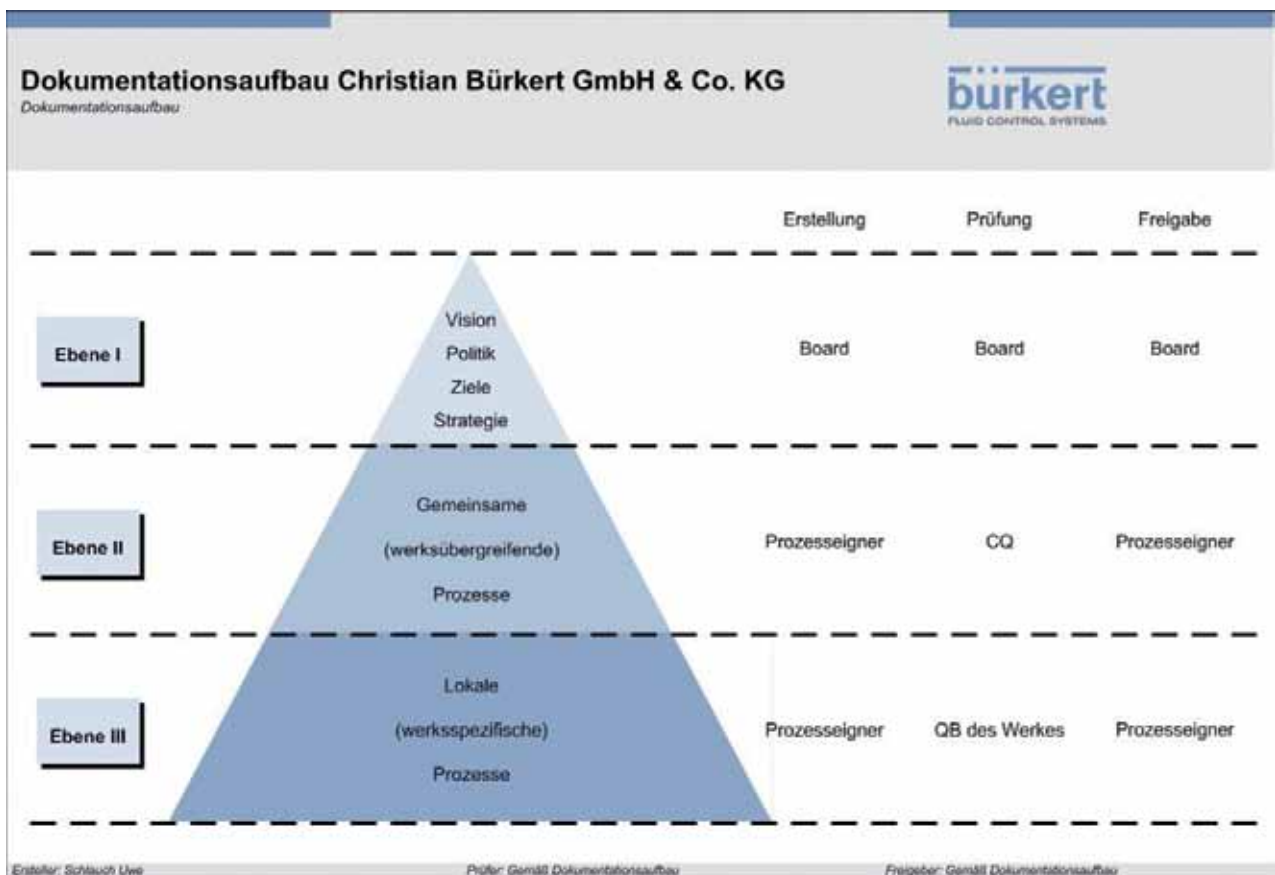 Dokumentationsaufbau Christian Bürkert GmbH & Co. KG
Dokumentationsaufbau
bürkert
FLUID CONTROL SYSTEMS
Erstellung Prüfung Freigabe
Ebene I
Vision
Politik
Ziele
Strategie
Board Board Board
Ebene II
Gemeinsame
(werksübergreifende)
Prozesse
Prozesseigner CQ Prozesseigner
Ebene III
Lokale
(werksspezifische)
Prozesse
Prozesseigner QB des Werkes Prozesseigner
Ersteller: Schlauch Uwe Prüfer: Gemäß Dokumentationsaufbau Freigeber: Gemäß Dokumentationsaufbau